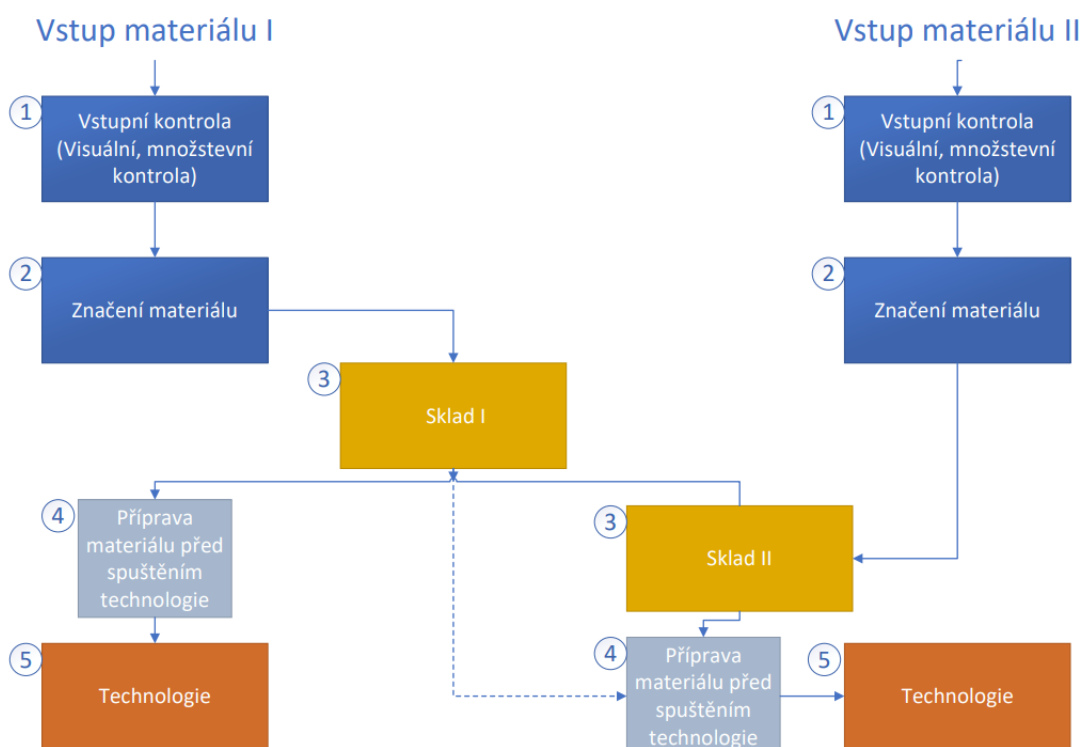 Vstup materiálu I
Vstup materiálu II
1
Vstupní kontrola
(Visuální, množstevní
kontrola)
1
Vstupní kontrola
(Visuální, množstevní
kontrola)
2
Značení materiálu
2
Značení materiálu
3
Sklad I
4
Příprava
materiálu před
spuštěním
technologie
3
Sklad II
5
Technologie
4
Příprava
materiálu před
spuštěním
technologie
5
Technologie